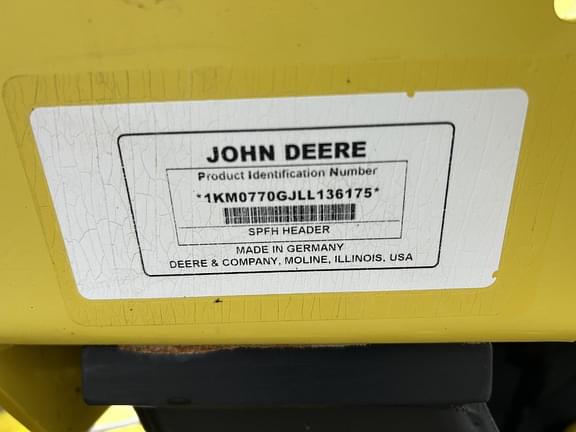 JOHN DEERE
Product Identification Number
*1KM0770GJLL136175*
SPFH HEADER
MADE IN GERMANY
DEERE & COMPANY, MOLINE, ILLINOIS, USA